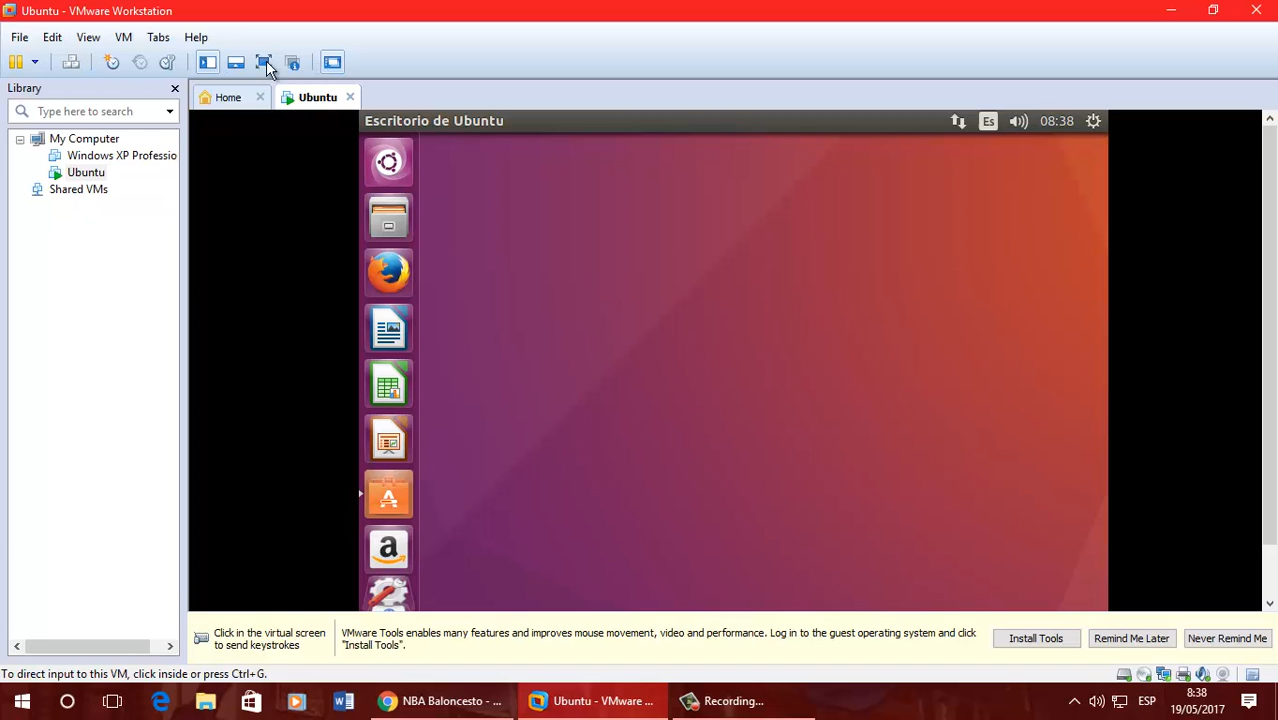 Ubuntu - VMware Workstation
File Edit View VM Tabs Help
Library
Type here to search
My Computer
Windows XP Professio
Ubuntu
Shared VMs
Home
Ubuntu
Escritorio de Ubuntu
Es
08:38
Click in the virtual screen
to send keystrokes
VMware Tools enables many features and improves mouse movement, video and performance. Log in to the guest operating system and click
"Install Tools".
Install Tools
Remind Me Later
Never Remind Me
To direct input to this VM, click inside or press Ctrl+G.
NBA Baloncesto - ...
Ubuntu - VMware ...
Recording...
ESP
8:38
19/05/2017